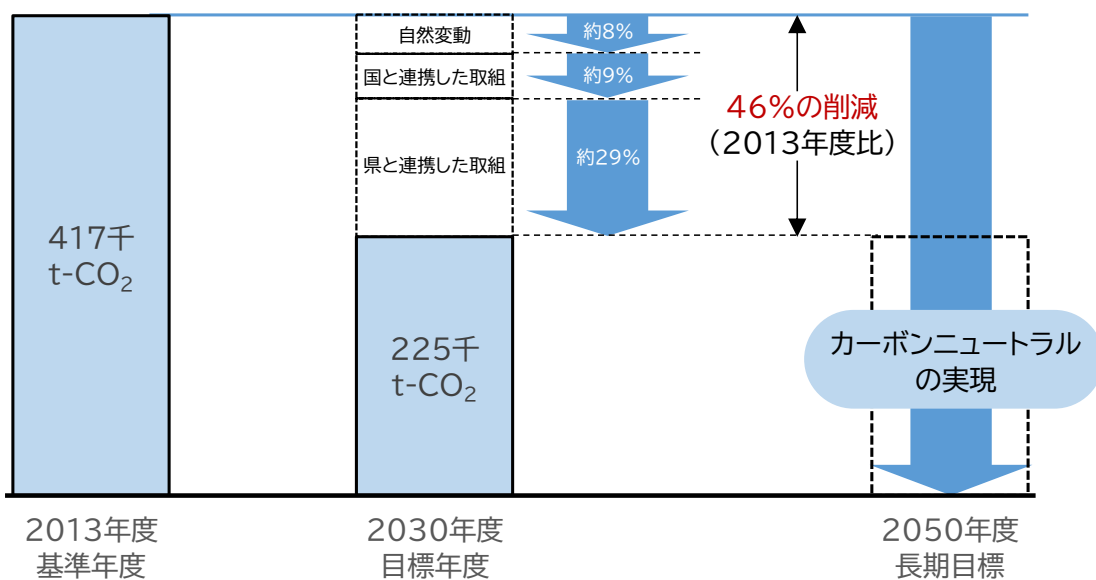 自然変動
約8%
国と連携した取組
約9%
県と連携した取組
約29%
46%の削減
(2013年度比)
417千
t-CO₂
225千
t-CO₂
カーボンニュートラル
の実現
2013年度
基準年度
2030年度
目標年度
2050年度
長期目標